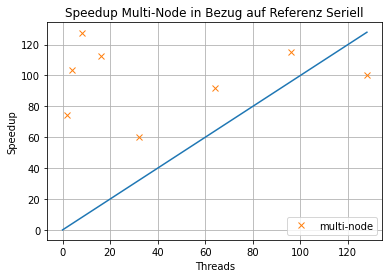 Speedup Multi-Node in Bezug auf Referenz Seriell
120
100
80
60
40
20
0
Speedup
0 20 40 60 80 100 120
Threads
multi-node